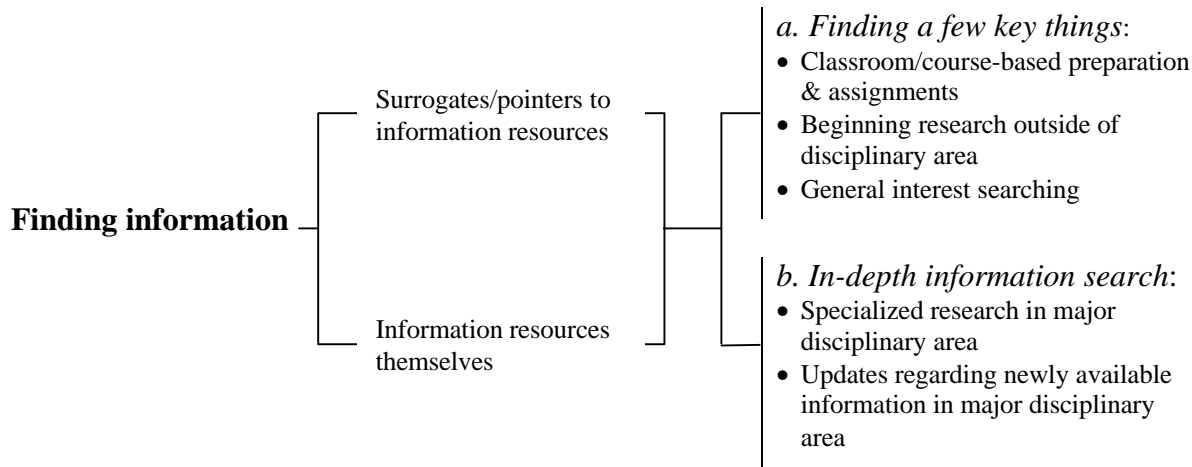 Finding information
Surrogates/pointers to
information resources
Information resources
themselves
a. Finding a few key things:
• Classroom/course-based preparation
& assignments
• Beginning research outside of
disciplinary area
• General interest searching
b. In-depth information search:
• Specialized research in major
disciplinary area
• Updates regarding newly available
information in major disciplinary
area